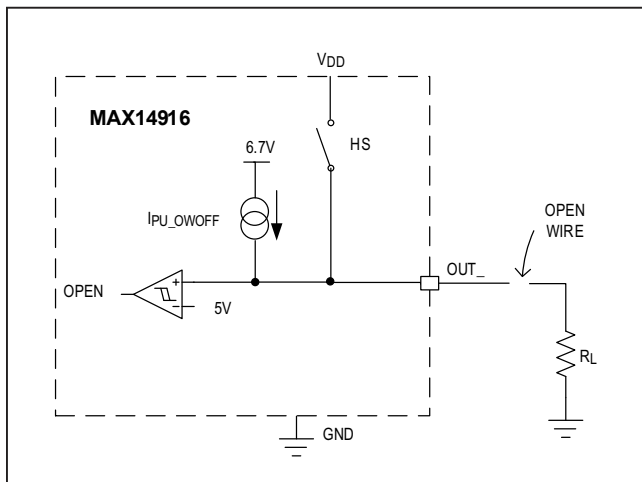 VDD
MAX14916
6.7V
HS
IPU_OWOFF
OPEN
WIRE
OUT_
OPEN
+
−
5V
RL
GND